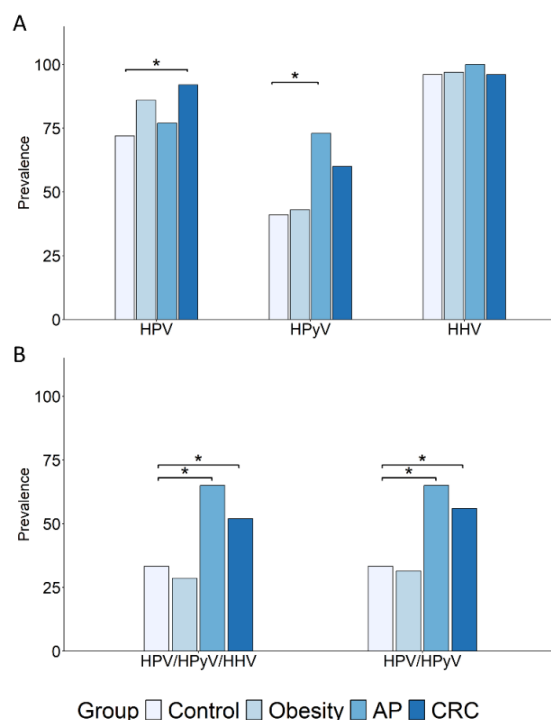 A
Prevalence
100
75
50
25
0
*
*
HPV HPyV HHV
B
Prevalence
100
75
50
25
0
*
*
*
*
HPV/HPyV/HHV HPV/HPyV
Group Control Obesity AP CRC